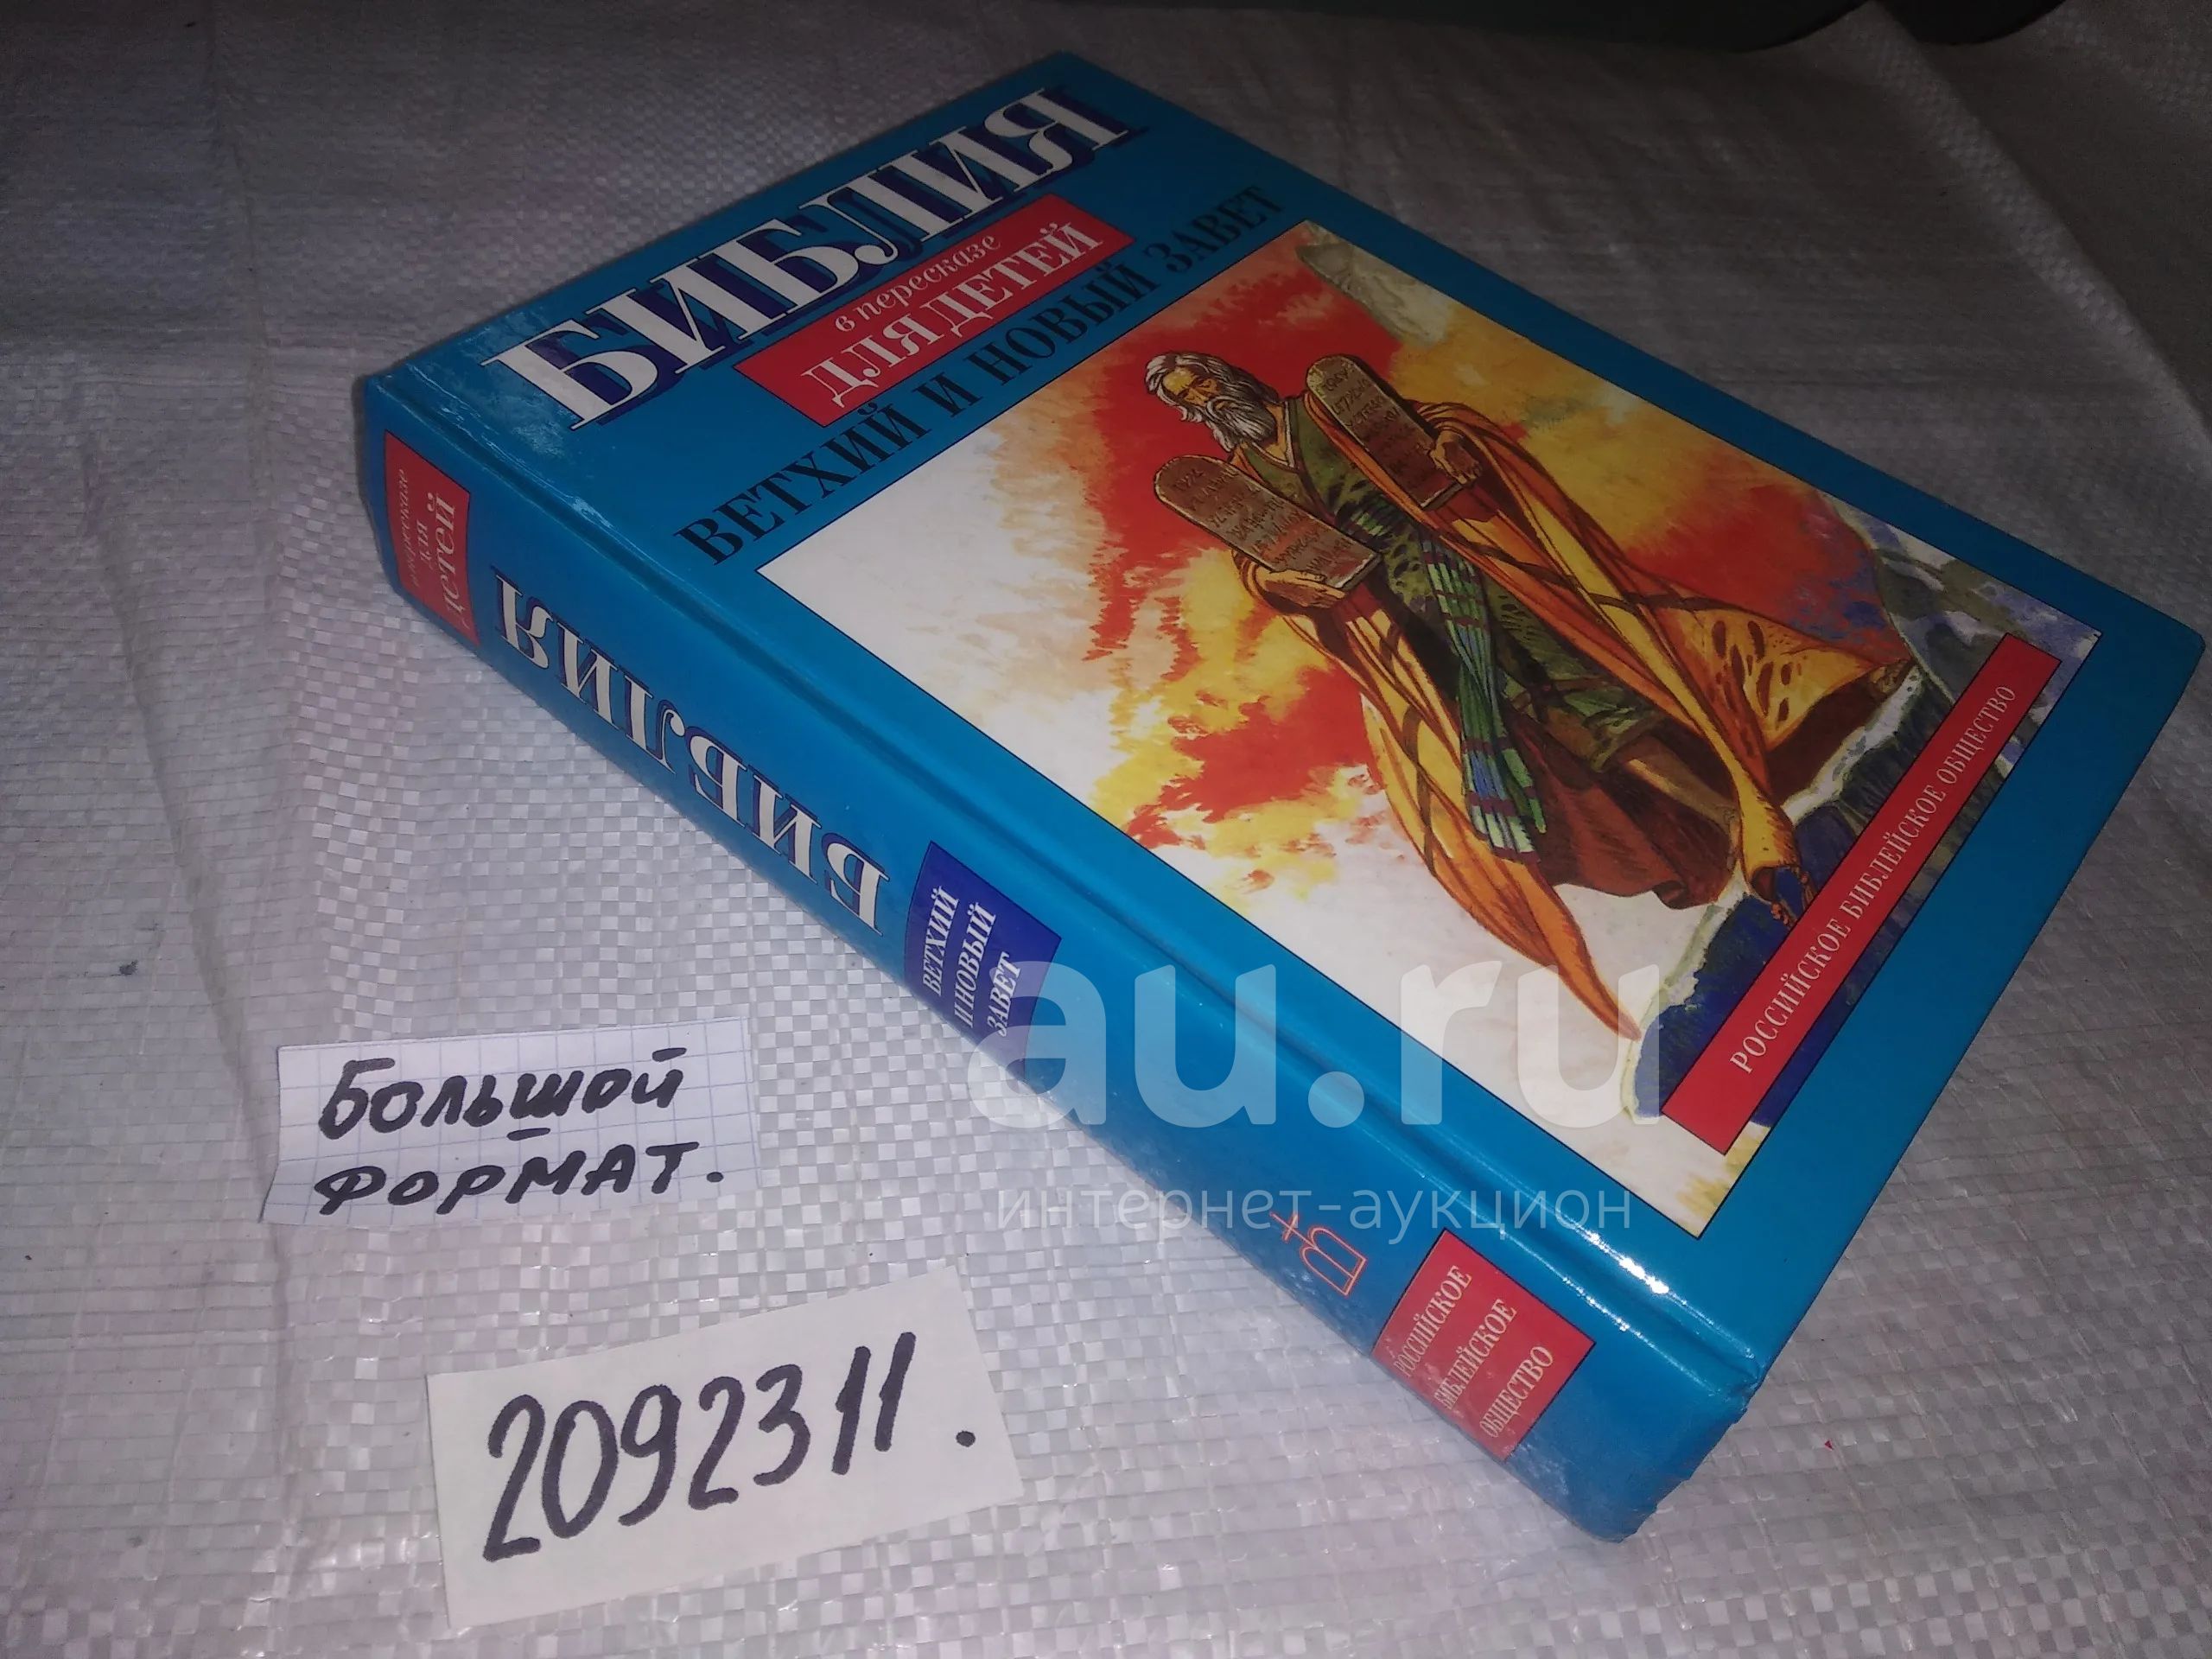 БИБЛИЯ
в пересказе
ДЛЯ ДЕТЕЙ
ВЕТХИЙ И НОВЫЙ ЗАВЕТ
РОССИЙСКОЕ БИБЛЕЙСКОЕ ОБЩЕСТВО
в пересказе
для
детей
БИБЛИЯ
ВЕТХИЙ
И НОВЫЙ
ЗАВЕТ
РОССИЙСКОЕ
БИБЛЕЙСКОЕ
ОБЩЕСТВО
au.ru
интернет-аукцион
Большой
формат.
2092311.